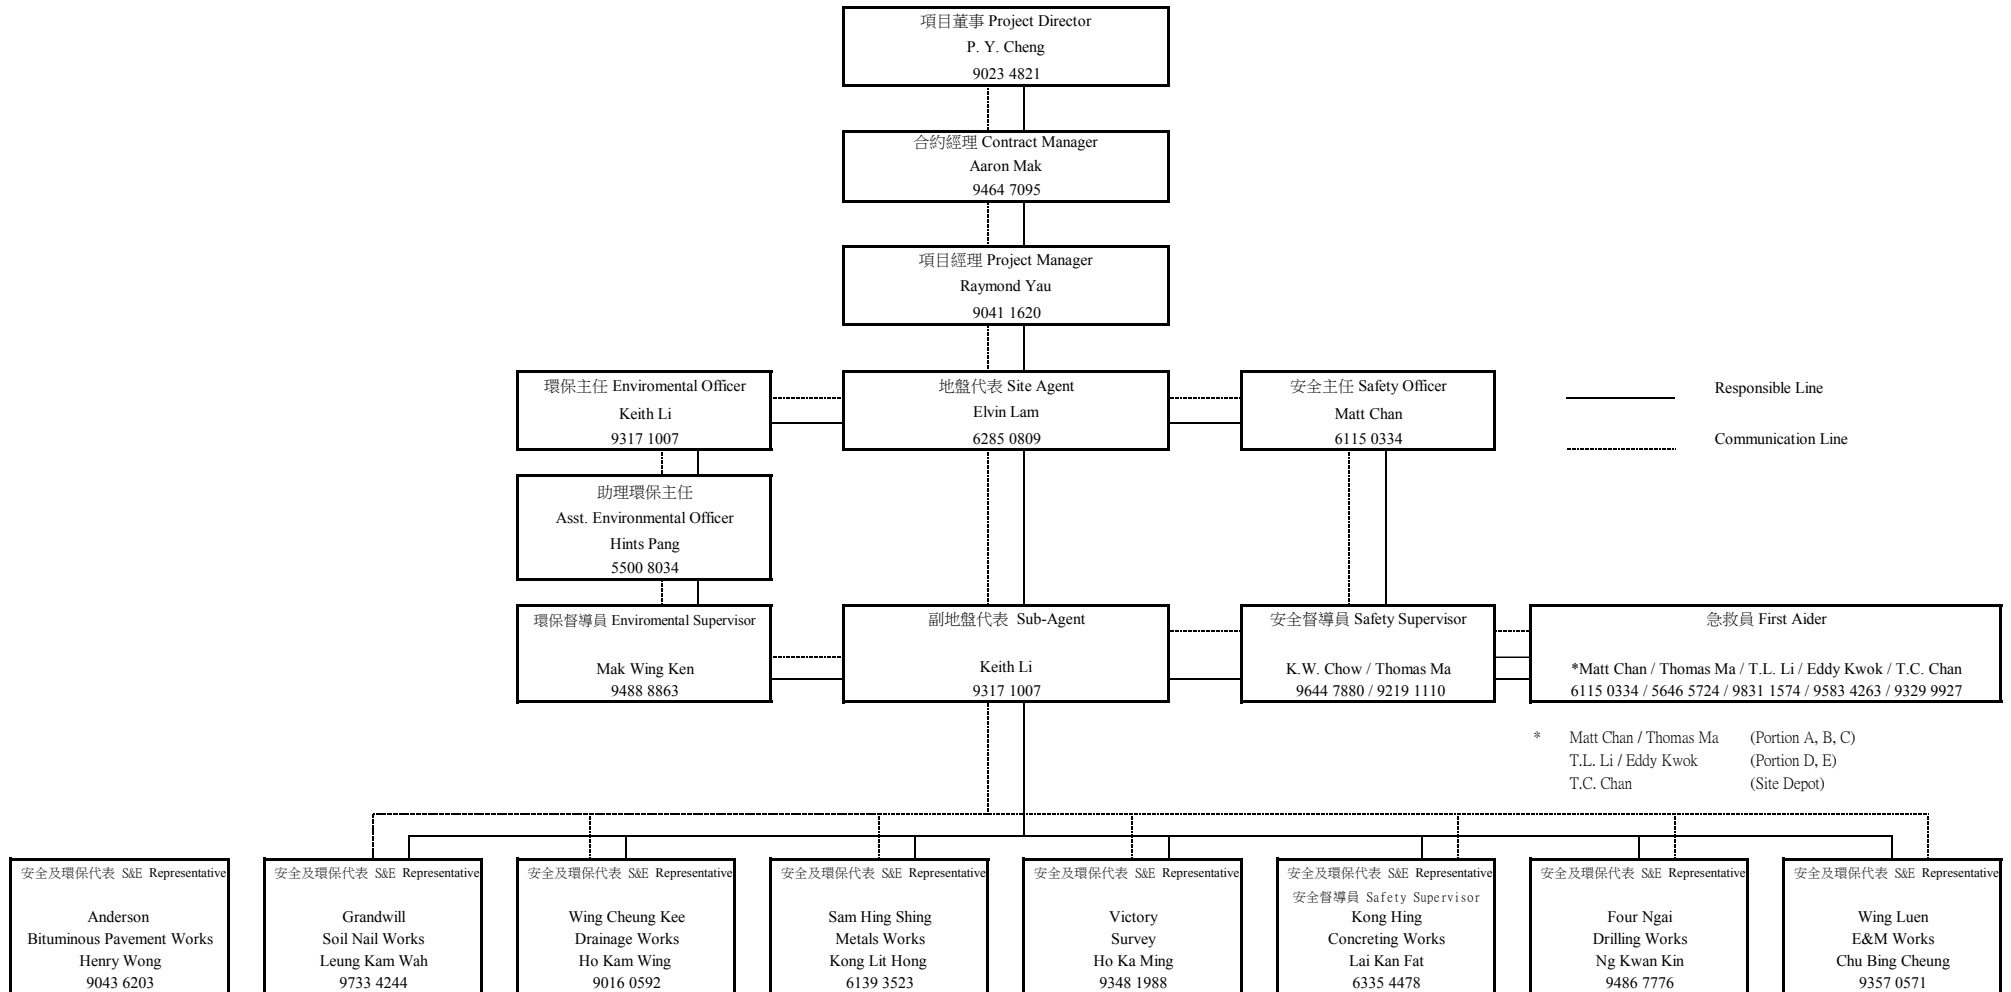 項目董事 Project Director
P. Y. Cheng
9023 4821
合約經理 Contract Manager
Aaron Mak
9464 7095
項目經理 Project Manager
Raymond Yau
9041 1620
環保主任 Enviromental Officer
Keith Li
9317 1007
地盤代表 Site Agent
Elvin Lam
6285 0809
安全主任 Safety Officer
Matt Chan
6115 0334
Responsible Line
Communication Line
助理環保主任
Asst. Environmental Officer
Hints Pang
5500 8034
環保督導員 Enviromental Supervisor
Mak Wing Ken
9488 8863
副地盤代表 Sub-Agent
Keith Li
9317 1007
安全督導員 Safety Supervisor
K.W. Chow / Thomas Ma
9644 7880 / 9219 1110
急救員 First Aider
*Matt Chan / Thomas Ma / T.L. Li / Eddy Kwok / T.C. Chan
6115 0334 / 5646 5724 / 9831 1574 / 9583 4263 / 9329 9927
* Matt Chan / Thomas Ma (Portion A, B, C)
T.L. Li / Eddy Kwok (Portion D, E)
T.C. Chan (Site Depot)
安全及環保代表 S&E Representative
Anderson
Bituminous Pavement Works
Henry Wong
9043 6203
安全及環保代表 S&E Representative
Grandwill
Soil Nail Works
Leung Kam Wah
9733 4244
安全及環保代表 S&E Representative
Wing Cheung Kee
Drainage Works
Ho Kam Wing
9016 0592
安全及環保代表 S&E Representative
Sam Hing Shing
Metals Works
Kong Lit Hong
6139 3523
安全及環保代表 S&E Representative
Victory
Survey
Ho Ka Ming
9348 1988
安全及環保代表 S&E Representative
安全督導員 Safety Supervisor
Kong Hing
Concreting Works
Lai Kan Fat
6335 4478
安全及環保代表 S&E Representative
Four Ngai
Drilling Works
Ng Kwan Kin
9486 7776
安全及環保代表 S&E Representative
Wing Luen
E&M Works
Chu Bing Cheung
9357 0571